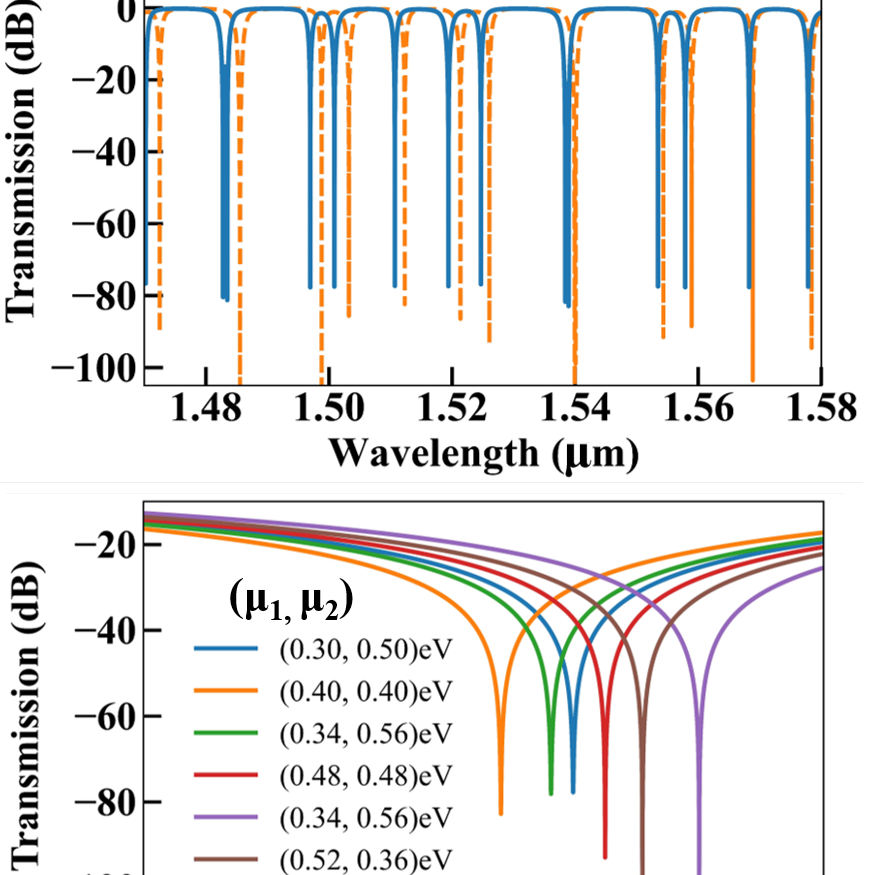 0
−20
−40
−60
−80
−100
Transmission (dB)
1.48 1.50 1.52 1.54 1.56 1.58
Wavelength (μm)
−20
−40
−60
−80
Transmission (dB)
(μ1, μ2)
(0.30, 0.50)eV
(0.40, 0.40)eV
(0.34, 0.56)eV
(0.48, 0.48)eV
(0.34, 0.56)eV
(0.52, 0.36)eV